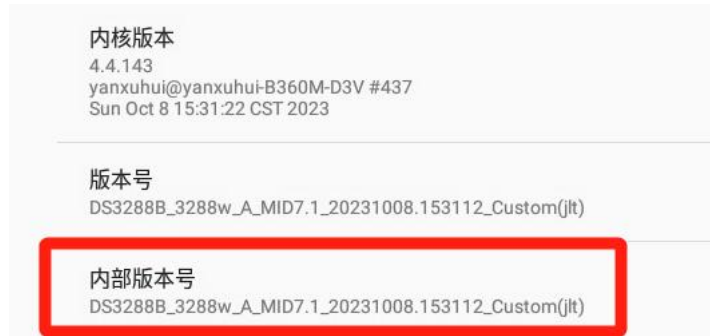 内核版本
4.4.143
yanxuhui@yanxuhui-B360M-D3V #437
Sun Oct 8 15:31:22 CST 2023
版本号
DS3288B_3288w_A_MID7.1_20231008.153112_Custom(jlt)
内部版本号
DS3288B_3288w_A_MID7.1_20231008.153112_Custom(jlt)